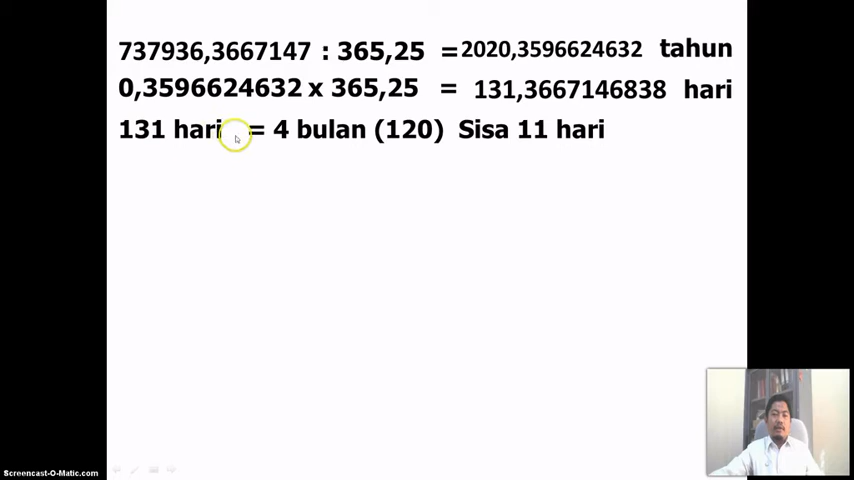 737936,3667147 : 365,25 =2020,3596624632 tahun
0,3596624632 x 365,25 = 131,3667146838 hari
131 hari = 4 bulan (120) Sisa 11 hari
Screencast-O-Matic.com